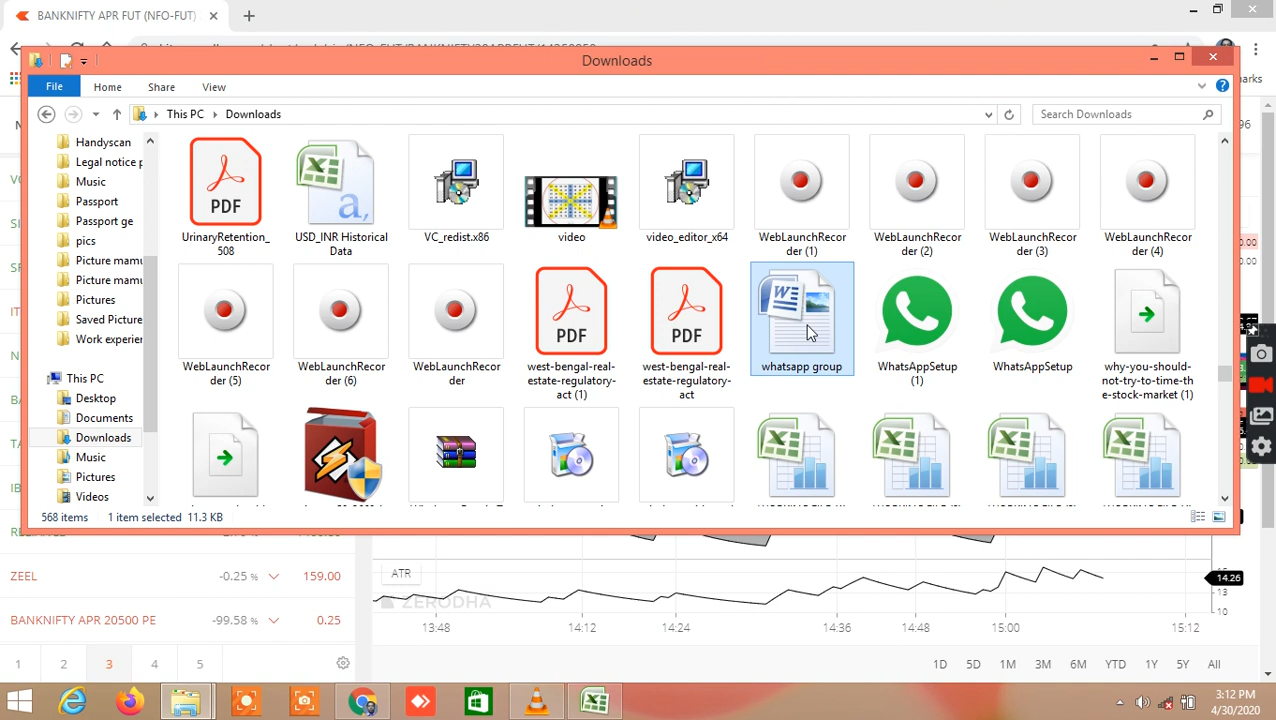 BANKNIFTY APR FUT (NFO-FUT)
Downloads
File
Home
Share
View
This PC
Downloads
Search Downloads
Handyscan
Legal notice p
Music
Passport
Passport ge
pics
Picture mamu
Picture mamu
Pictures
Saved Picture
Work experien
This PC
Desktop
Documents
Downloads
Music
Pictures
Videos
PDF
UrinaryRetention_
508
USD_INR Historical
Data
VC_redist.x86
video
video_editor_x64
WebLaunchRecor
der (1)
WebLaunchRecor
der (2)
WebLaunchRecor
der (3)
WebLaunchRecor
der (4)
WebLaunchRecor
der (5)
WebLaunchRecor
der (6)
WebLaunchRecor
der
PDF
west-bengal-real-
estate-regulatory-
act (1)
PDF
west-bengal-real-
estate-regulatory-
act
whatsapp group
WhatsAppSetup
(1)
WhatsAppSetup
why-you-should-
not-try-to-time-th
e-stock-market (1)
568 items
1 item selected 11.3 KB
ZEEL
-0.25 %
159.00
BANKNIFTY APR 20500 PE
-99.58 %
0.25
1
2
3
4
5
ATR
ZERODHA
14.26
13
10
13:48
14:12
14:24
14:36
14:48
15:00
15:12
1D
5D
1M
3M
6M
YTD
1Y
5Y
All
3:12 PM
4/30/2020